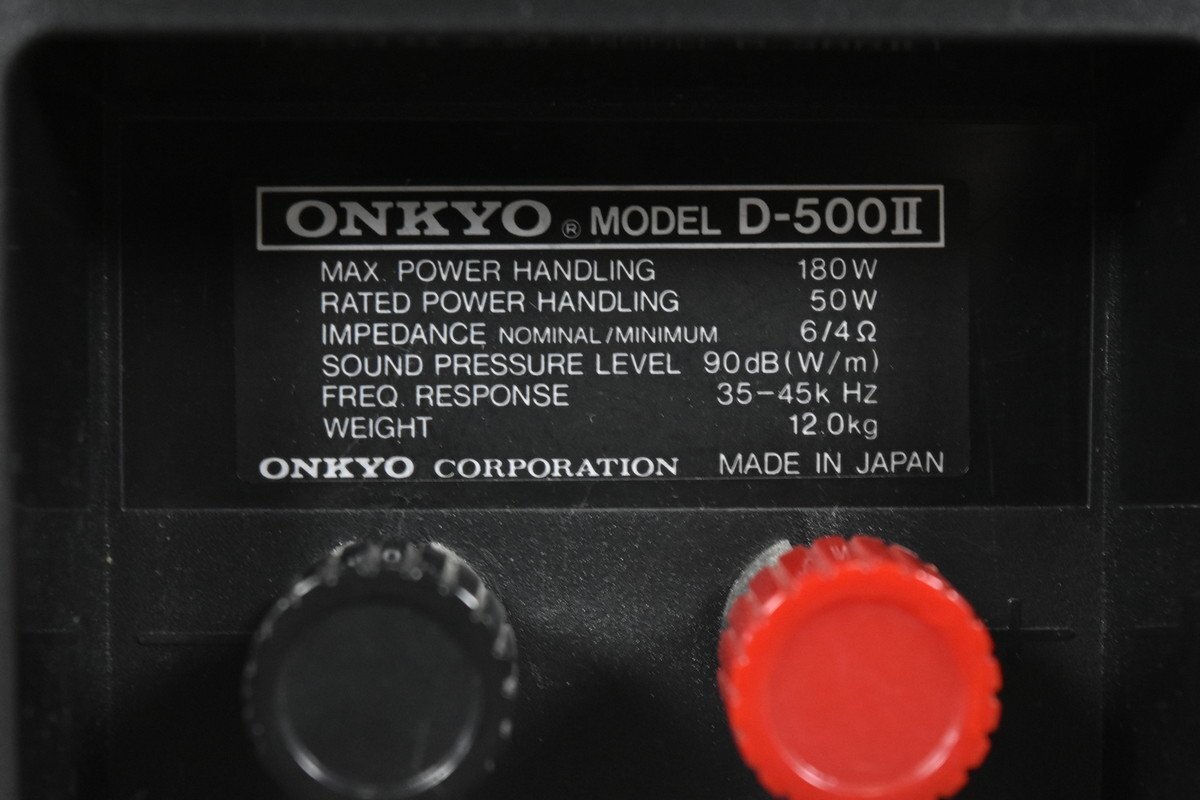 ONKYO® MODEL D-500II
MAX. POWER HANDLING 180W
RATED POWER HANDLING 50W
IMPEDANCE NOMINAL/MINIMUM 6/4Ω
SOUND PRESSURE LEVEL 90dB(W/m)
FREQ. RESPONSE 35-45k Hz
WEIGHT 12.0kg
ONKYO CORPORATION MADE IN JAPAN